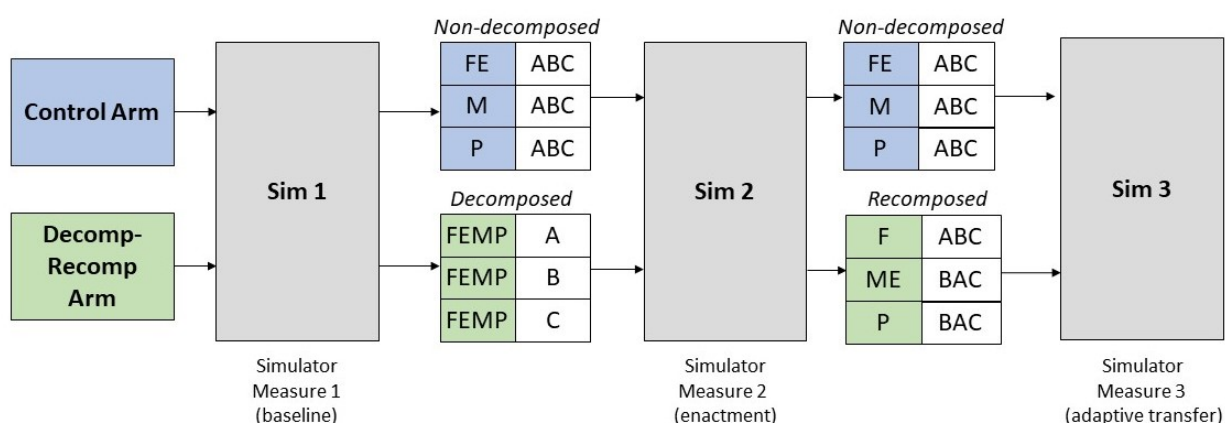 Non-decomposed
Non-decomposed
Control Arm
FE ABC
M ABC
P ABC
FE ABC
M ABC
P ABC
Sim 1
Sim 2
Sim 3
Decomposed
Recomposed
Decomp-
Recomp
Arm
FEMP A
FEMP B
FEMP C
F ABC
ME BAC
P BAC
Simulator
Measure 1
(baseline)
Simulator
Measure 2
(enactment)
Simulator
Measure 3
(adaptive transfer)